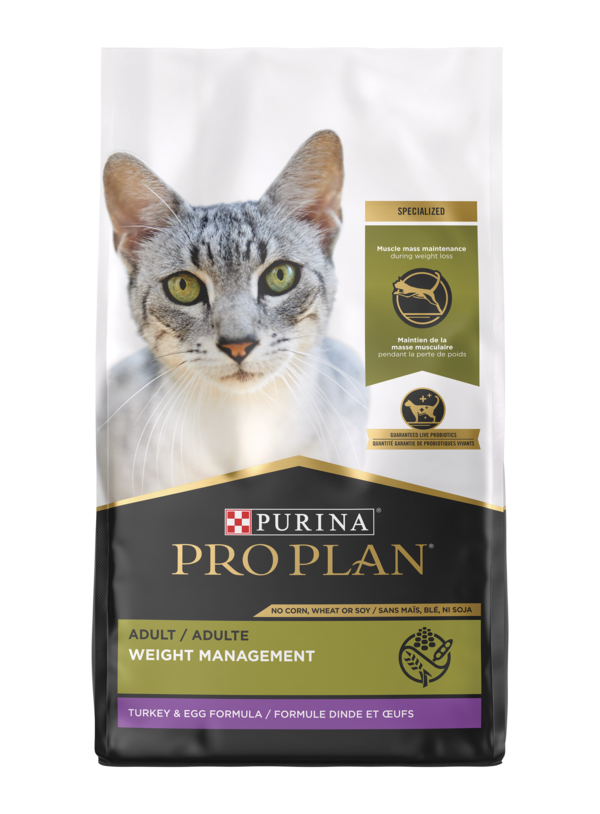 SPECIALIZED
Muscle mass maintenance
during weight loss
Maintien de la
masse musculaire
pendant la perte de poids
GUARANTEED LIVE PROBIOTICS
QUANTITÉ GARANTIE DE PROBIOTIQUES VIVANTS
PURINA®
PRO PLAN®
NO CORN, WHEAT OR SOY / SANS MAÏS, BLÉ, NI SOJA
ADULT / ADULTE
WEIGHT MANAGEMENT
TURKEY & EGG FORMULA / FORMULE DINDE ET ŒUFS